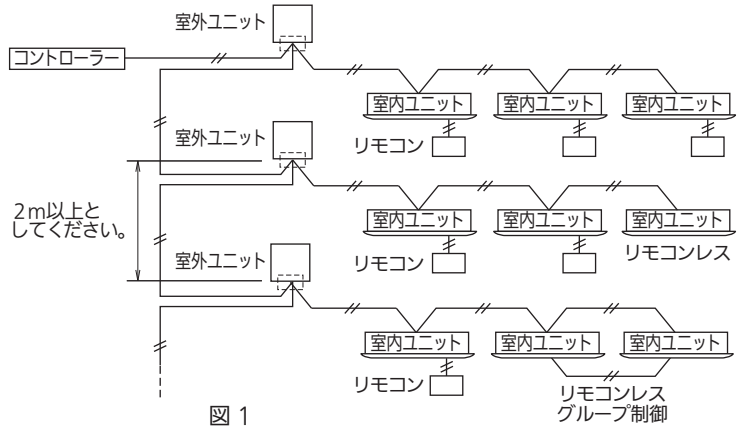 室外ユニット
コントローラー
室内ユニット 室内ユニット 室内ユニット
リモコン
室外ユニット
2m以上と
してください。
室内ユニット 室内ユニット 室内ユニット
リモコン リモコンレス
室外ユニット
室内ユニット 室内ユニット 室内ユニット
リモコン
リモコンレス
グループ制御
図 1